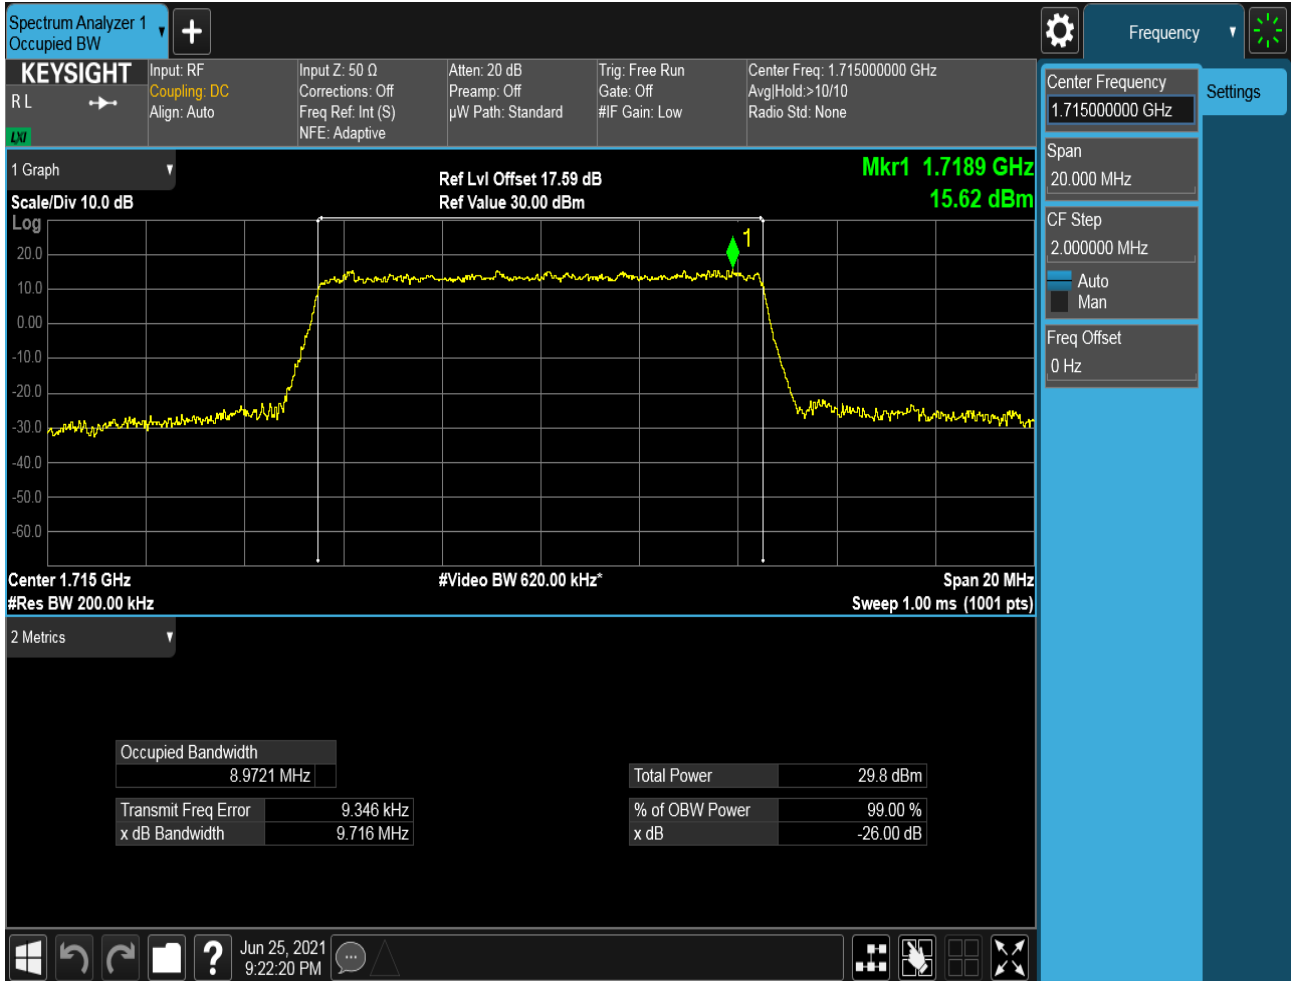 Spectrum Analyzer 1
Occupied BW
Frequency
KEYSIGHT
R L
LXI
Input: RF
Coupling: DC
Align: Auto
Input Z: 50 Ω
Corrections: Off
Freq Ref: Int (S)
NFE: Adaptive
Atten: 20 dB
Preamp: Off
µW Path: Standard
Trig: Free Run
Gate: Off
#IF Gain: Low
Center Freq: 1.715000000 GHz
Avg|Hold:>10/10
Radio Std: None
Center Frequency
1.715000000 GHz
Settings
Span
20.000 MHz
CF Step
2.000000 MHz
Auto
Man
Freq Offset
0 Hz
1 Graph
Scale/Div 10.0 dB
Ref Lvl Offset 17.59 dB
Ref Value 30.00 dBm
Mkr1 1.7189 GHz
15.62 dBm
Log
1
20.0
10.0
0.00
-10.0
-20.0
-30.0
-40.0
-50.0
-60.0
Center 1.715 GHz
#Video BW 620.00 kHz*
Span 20 MHz
#Res BW 200.00 kHz
Sweep 1.00 ms (1001 pts)
2 Metrics
Occupied Bandwidth
8.9721 MHz
Total Power 29.8 dBm
Transmit Freq Error 9.346 kHz
% of OBW Power 99.00 %
x dB Bandwidth 9.716 MHz
x dB -26.00 dB
?
Jun 25, 2021
9:22:20 PM